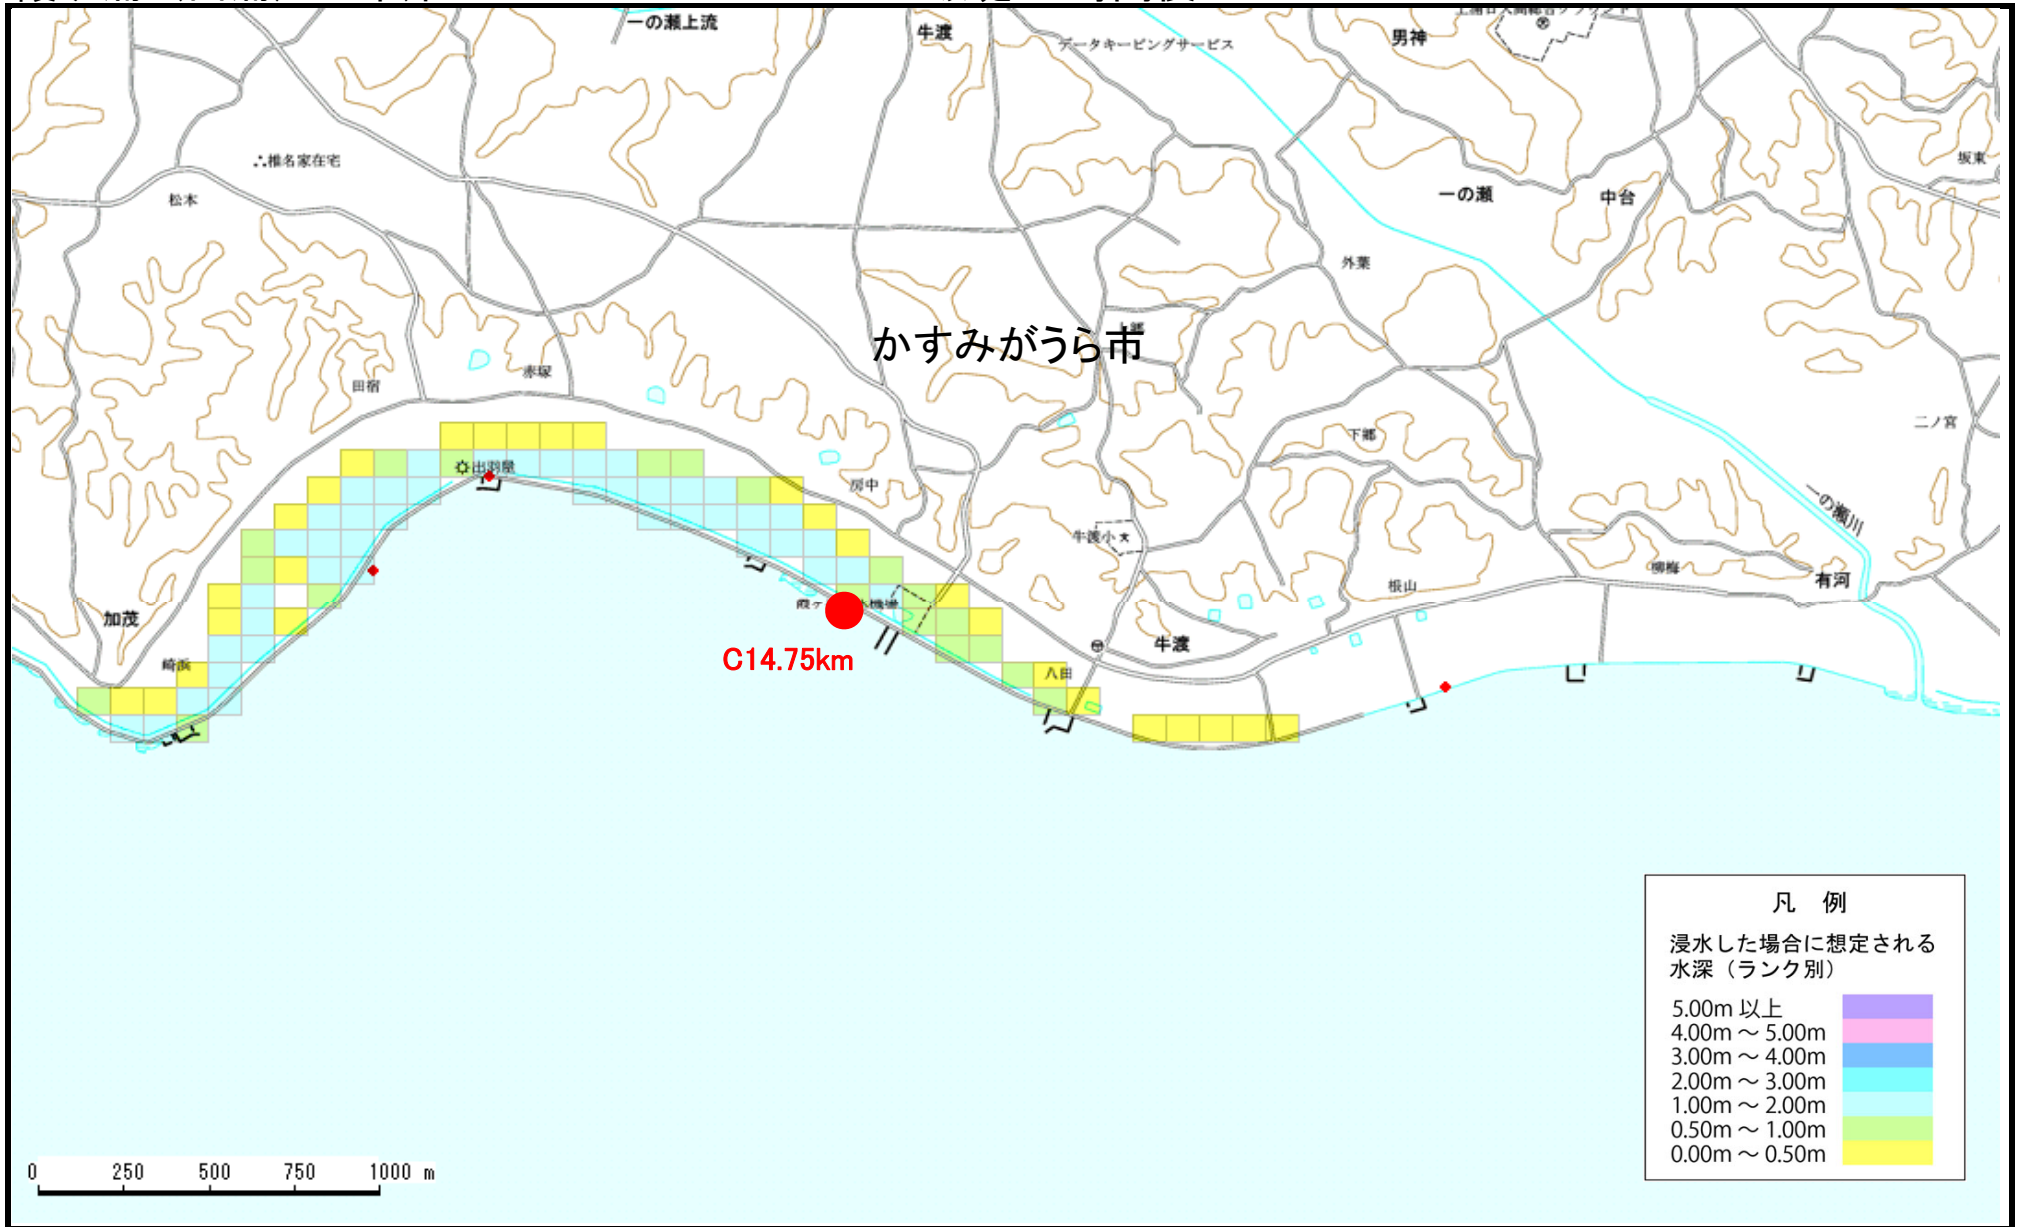 一の瀬上流
牛渡
データキーピングサービス
男神
椎名家在宅
坂東
松本
一の瀬
中台
外葉
かすみがうら市
赤塚
田宿
二ノ宮
下郷
出羽屋
房中
一の瀬川
牛渡小
柳梅
有河
根山
加茂
牛渡
C14.75km
崎浜
八田
凡 例
浸水した場合に想定される
水深（ランク別）
5.00m 以上
4.00m ～ 5.00m
3.00m ～ 4.00m
2.00m ～ 3.00m
1.00m ～ 2.00m
0.50m ～ 1.00m
0.00m ～ 0.50m
0 250 500 750 1000 m